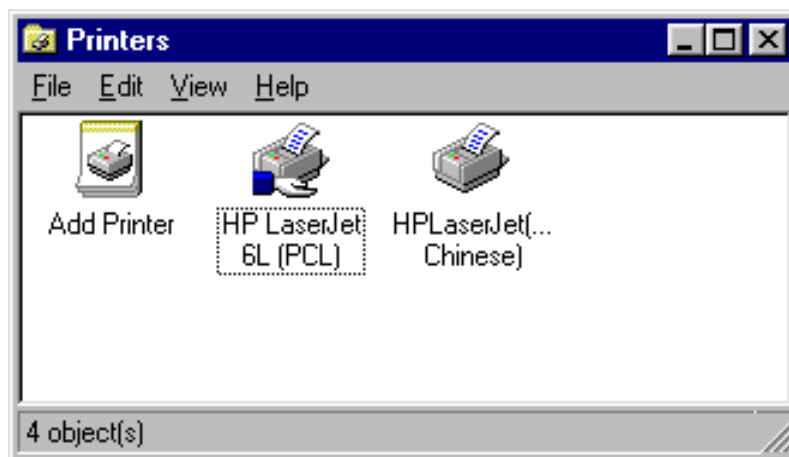 Printers
File Edit View Help
Add Printer
HP LaserJet
6L (PCL)
HPLaserJet(...
Chinese)
4 object(s)